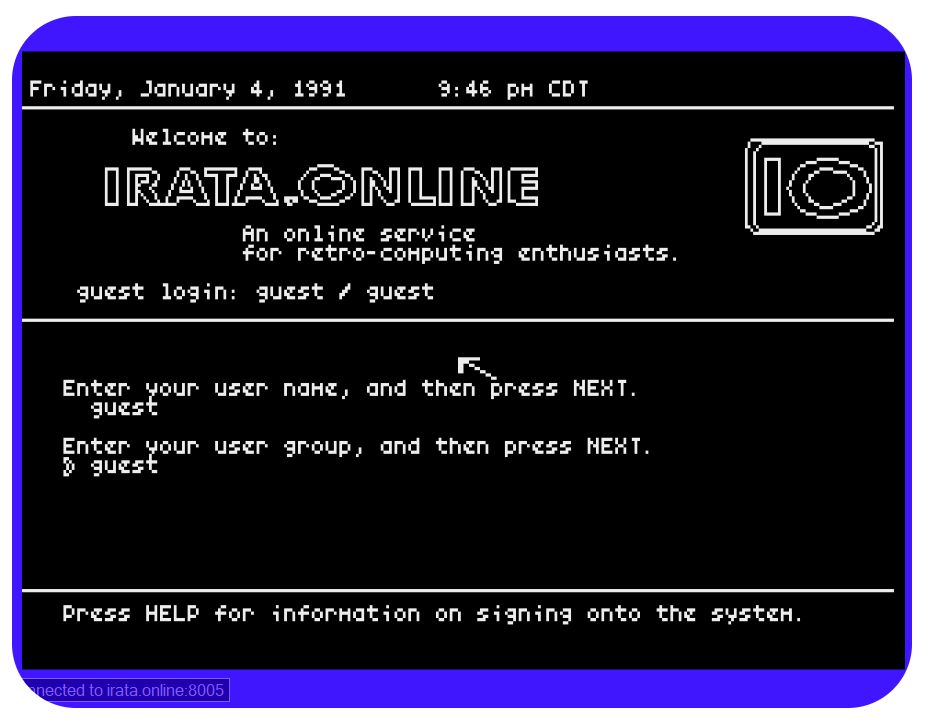 Friday, January 4, 1991 9:46 pm CDT
Welcome to:
IRATA.ONLINE
IO
An online service
for retro-computing enthusiasts.
guest login: guest / guest
Enter your user name, and then press NEXT.
guest
Enter your user group, and then press NEXT.
guest
Press HELP for information on signing onto the system.
to irata.online:8005